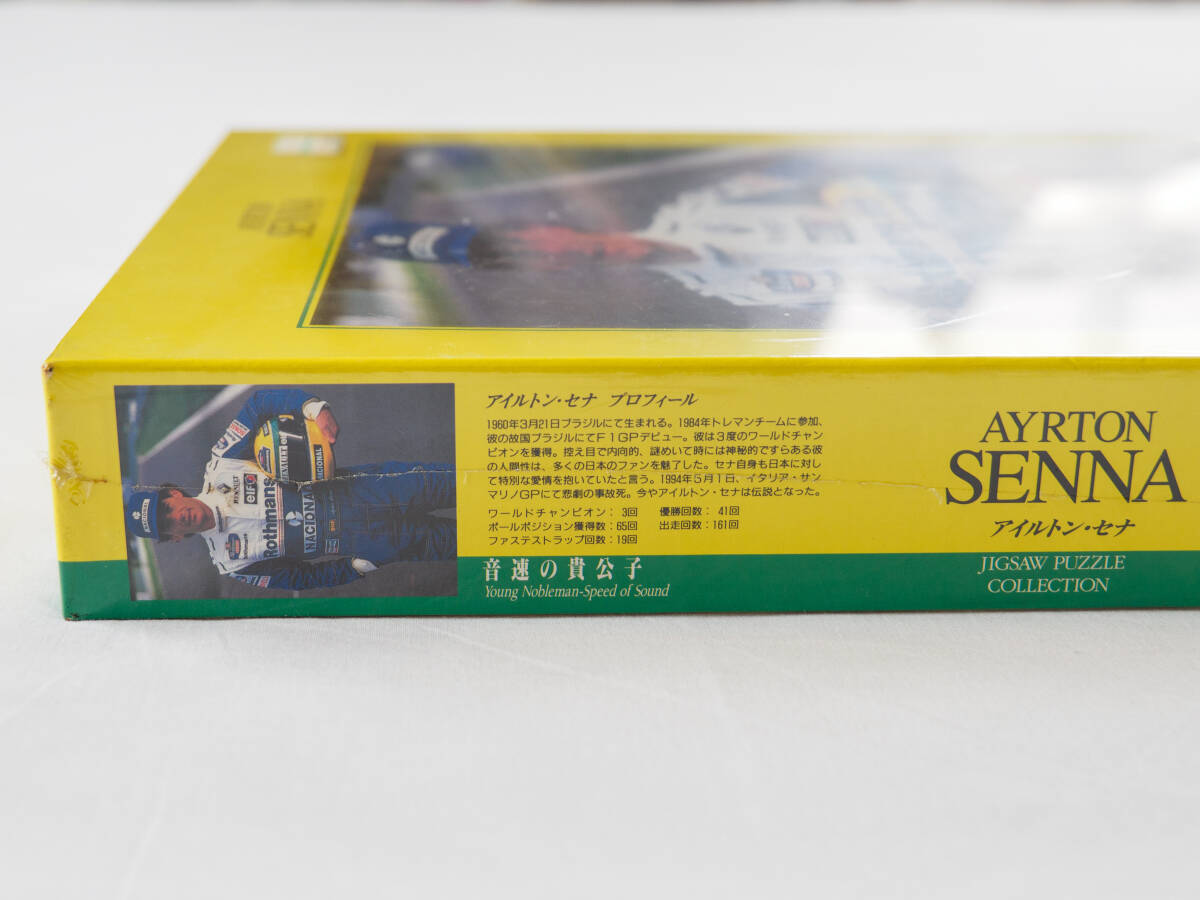 アイルトン・セナ プロフィール
1960年3月21日ブラジルにて生まれる。1984年トレマンチームに参加、
彼の故国ブラジルにてF1GPデビュー。彼は3度のワールドチャン
ピオンを獲得。控え目で内向的、謎めいて時には神秘的ですらある彼
の人間性は、多くの日本のファンを魅了した。セナ自身も日本に対し
て特別な愛情を抱いていたと言う。1994年5月1日、イタリア・サン
マリノGPにて悲劇の事故死。今やアイルトン・セナは伝説となった。
ワールドチャンピオン: 3回 優勝回数: 41回
ポールポジション獲得数: 65回 出走回数: 161回
ファステストラップ回数: 19回
音速の貴公子
Young Nobleman-Speed of Sound
AYRTON
SENNA
アイルトン・セナ
JIGSAW PUZZLE
COLLECTION
RENAULT
elf
Rothmans
NACIONAL
RENAULT elf
NACIONAL
NACIONAL